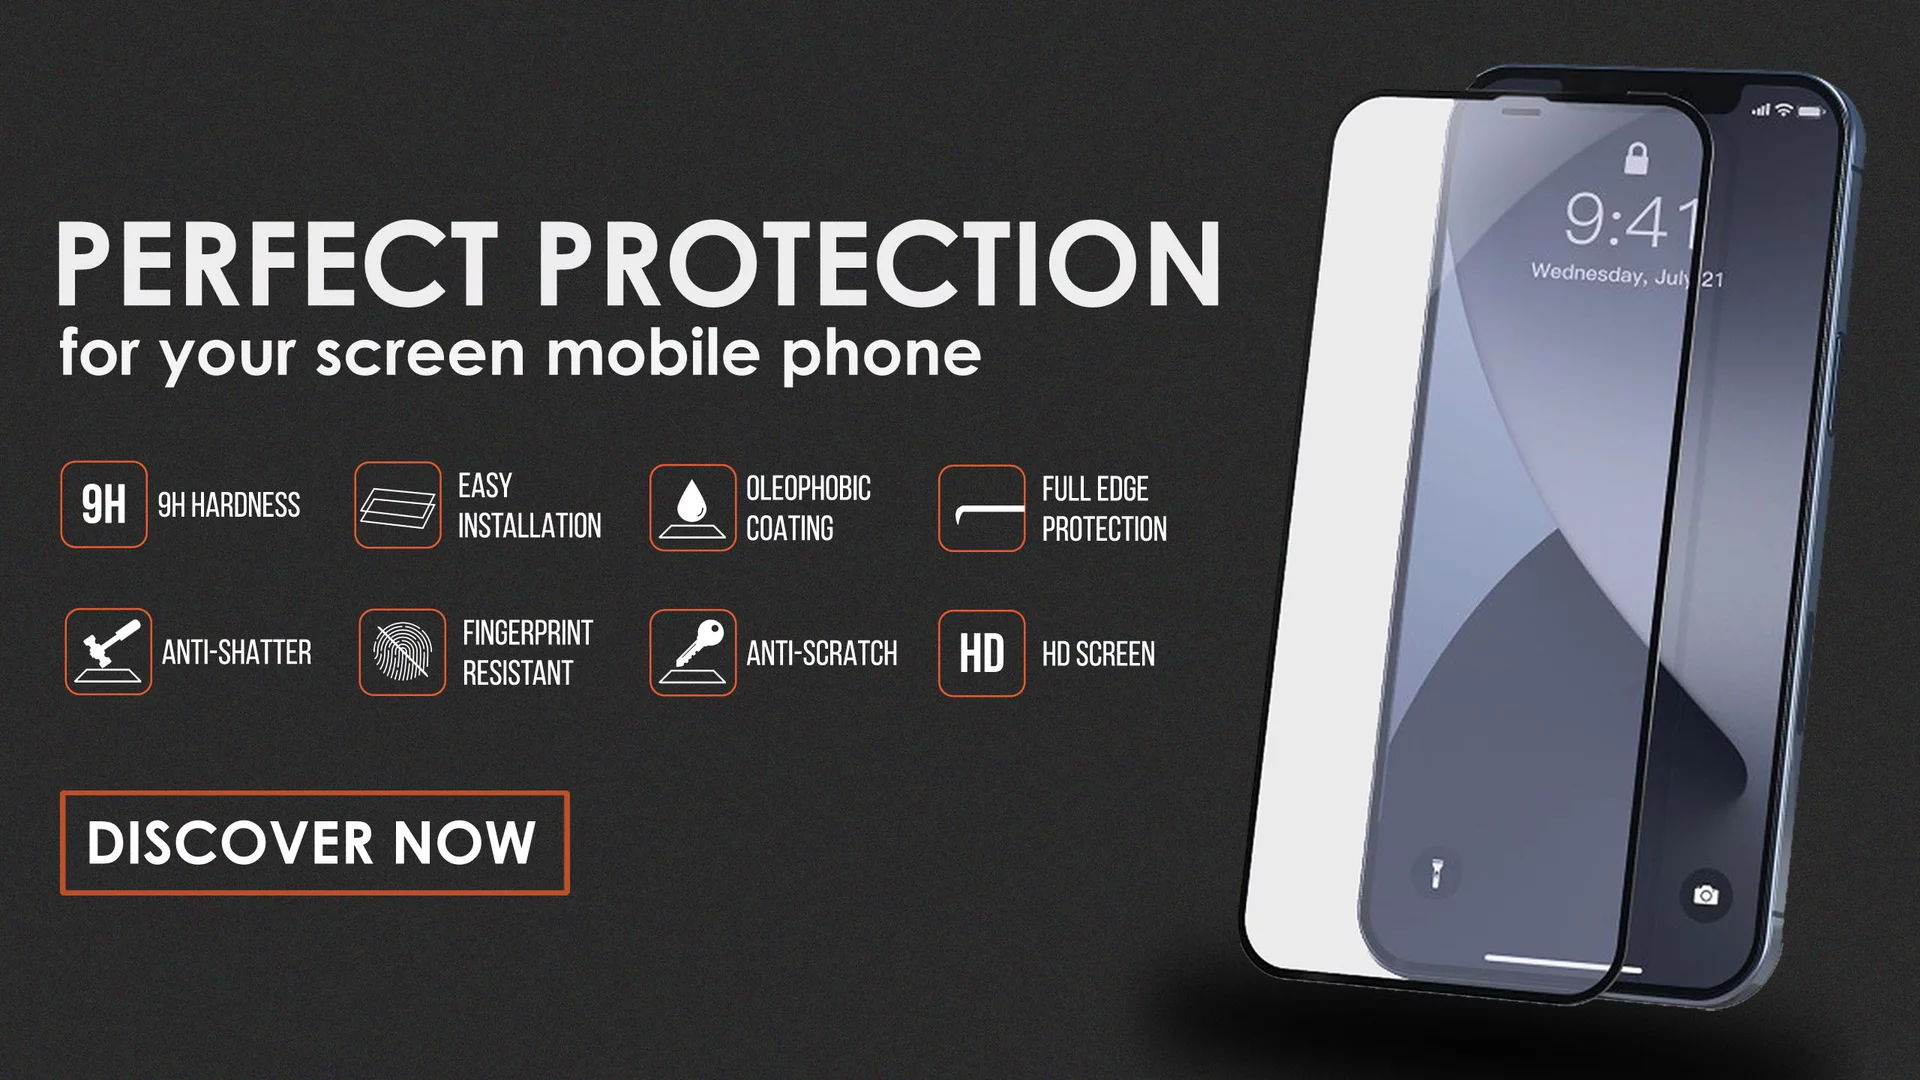 PERFECT PROTECTION
for your screen mobile phone
9H
9H HARDNESS
EASY
INSTALLATION
OLEOPHOBIC
COATING
FULL EDGE
PROTECTION
ANTI-SHATTER
FINGERPRINT
RESISTANT
ANTI-SCRATCH
HD
HD SCREEN
DISCOVER NOW
9:41
Wednesday, July 21